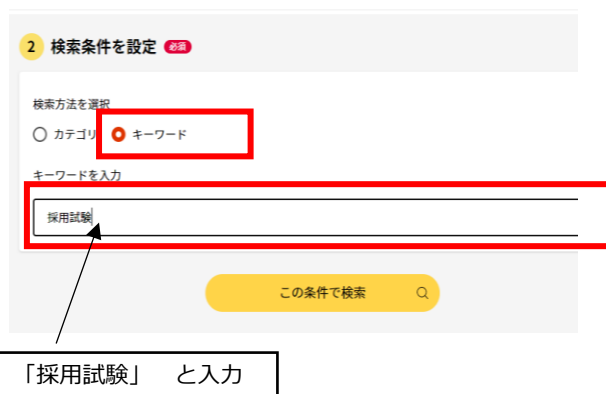 2 検索条件を設定 必須
検索方法を選択
カテゴリ キーワード
キーワードを入力
採用試験
この条件で検索
「採用試験」 と入力